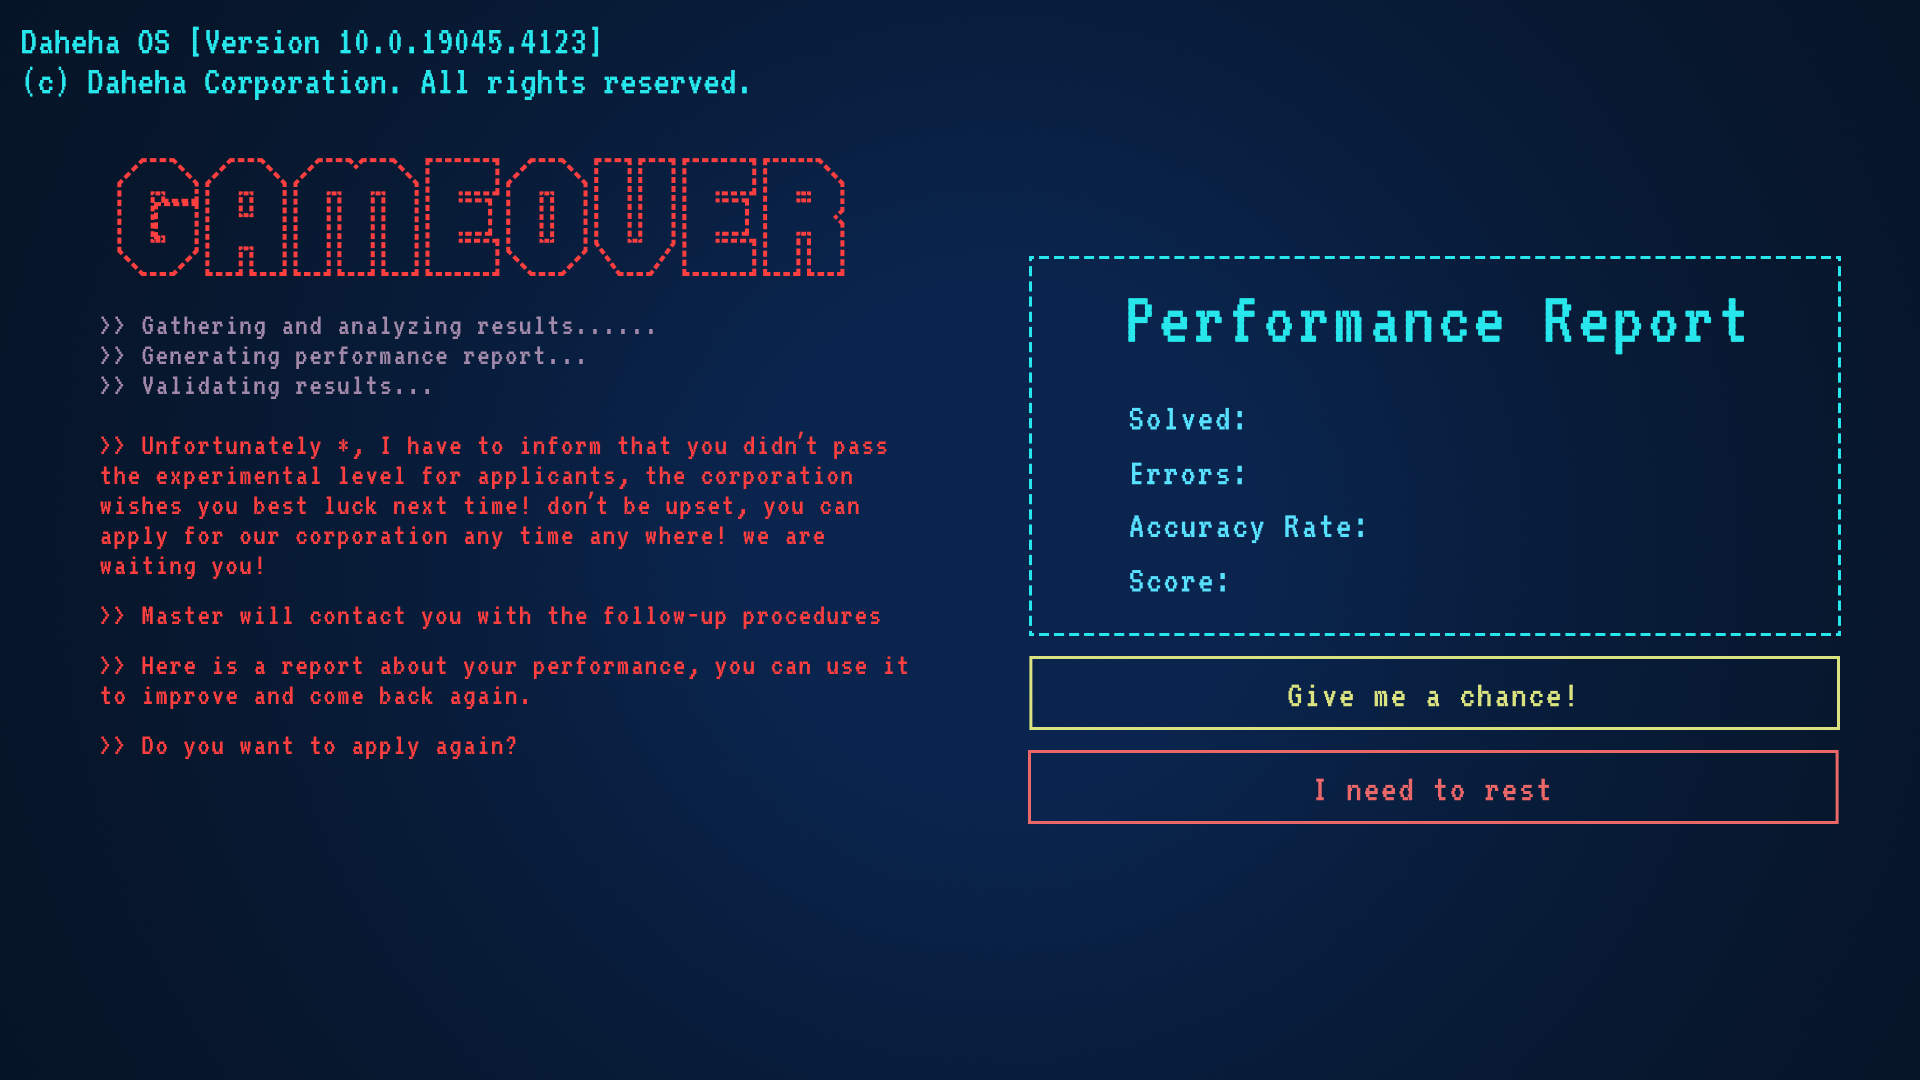 Daheha OS [Version 10.0.19045.4123]
(c) Daheha Corporation. All rights reserved.
GAMEOVER
>> Gathering and analyzing results......
>> Generating performance report...
>> Validating results...
>> Unfortunately *, I have to inform that you didn't pass
the experimental level for applicants, the corporation
wishes you best luck next time! don't be upset, you can
apply for our corporation any time any where! we are
waiting you!
>> Master will contact you with the follow-up procedures
>> Here is a report about your performance, you can use it
to improve and come back again.
>> Do you want to apply again?
Performance Report
Solved:
Errors:
Accuracy Rate:
Score:
Give me a chance!
I need to rest